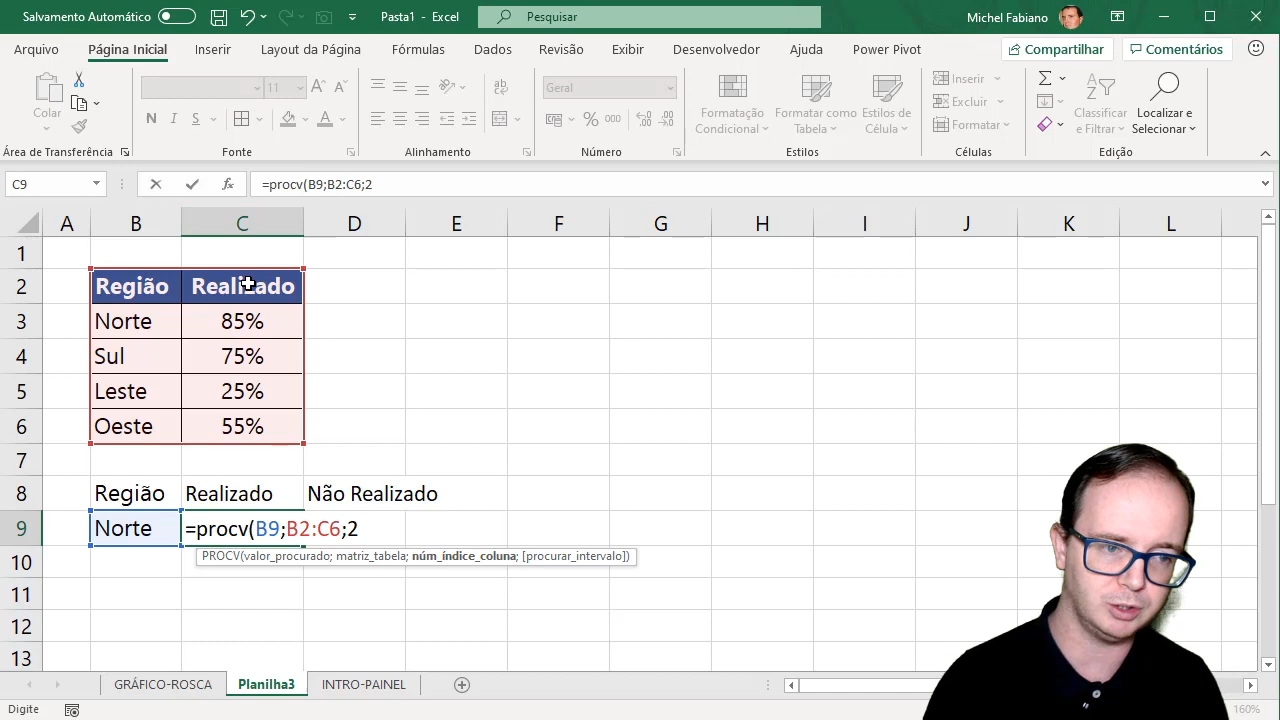 Salvamento Automático
Pasta1 - Excel
Pesquisar
Michel Fabiano
Arquivo
Página Inicial
Inserir
Layout da Página
Fórmulas
Dados
Revisão
Exibir
Desenvolvedor
Ajuda
Power Pivot
Compartilhar
Comentários
Colar
Área de Transferência
11
N I S
Fonte
Alinhamento
Geral
% 000
Número
Formatação
Condicional
Formatar como
Tabela
Estilos de
Célula
Estilos
Inserir
Excluir
Formatar
Células
Classificar
e Filtrar
Localizar e
Selecionar
Edição
C9
fx
=procv(B9;B2:C6;2
A B C D E F G H I J K L
1
2 Região Realizado
3 Norte 85%
4 Sul 75%
5 Leste 25%
6 Oeste 55%
7
8 Região Realizado Não Realizado
9 Norte =procv(B9;B2:C6;2
PROCV(valor_procurado; matriz_tabela; núm_índice_coluna; [procurar_intervalo])
10
11
12
13
GRÁFICO-ROSCA
Planilha3
INTRO-PAINEL
Digite
160%